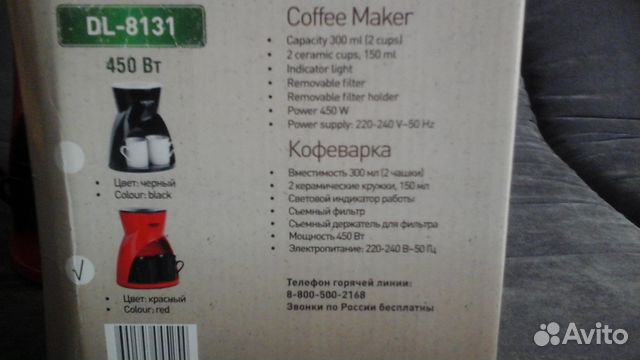 DL-8131
450 Вт
• Цвет: черный
• Colour: black
• Цвет: красный
• Colour: red
Coffee Maker
• Capacity 300 ml (2 cups)
• 2 ceramic cups, 150 ml
• Indicator light
• Removable filter
• Removable filter holder
• Power 450 W
• Power supply: 220-240 V~50 Hz
Кофеварка
• Вместимость 300 мл (2 чашки)
• 2 керамические кружки, 150 мл
• Световой индикатор работы
• Съемный фильтр
• Съемный держатель для фильтра
• Мощность 450 Вт
• Электропитание: 220-240 В~50 Гц
Телефон горячей линии:
8-800-500-2168
Звонки по России бесплатны
Avito